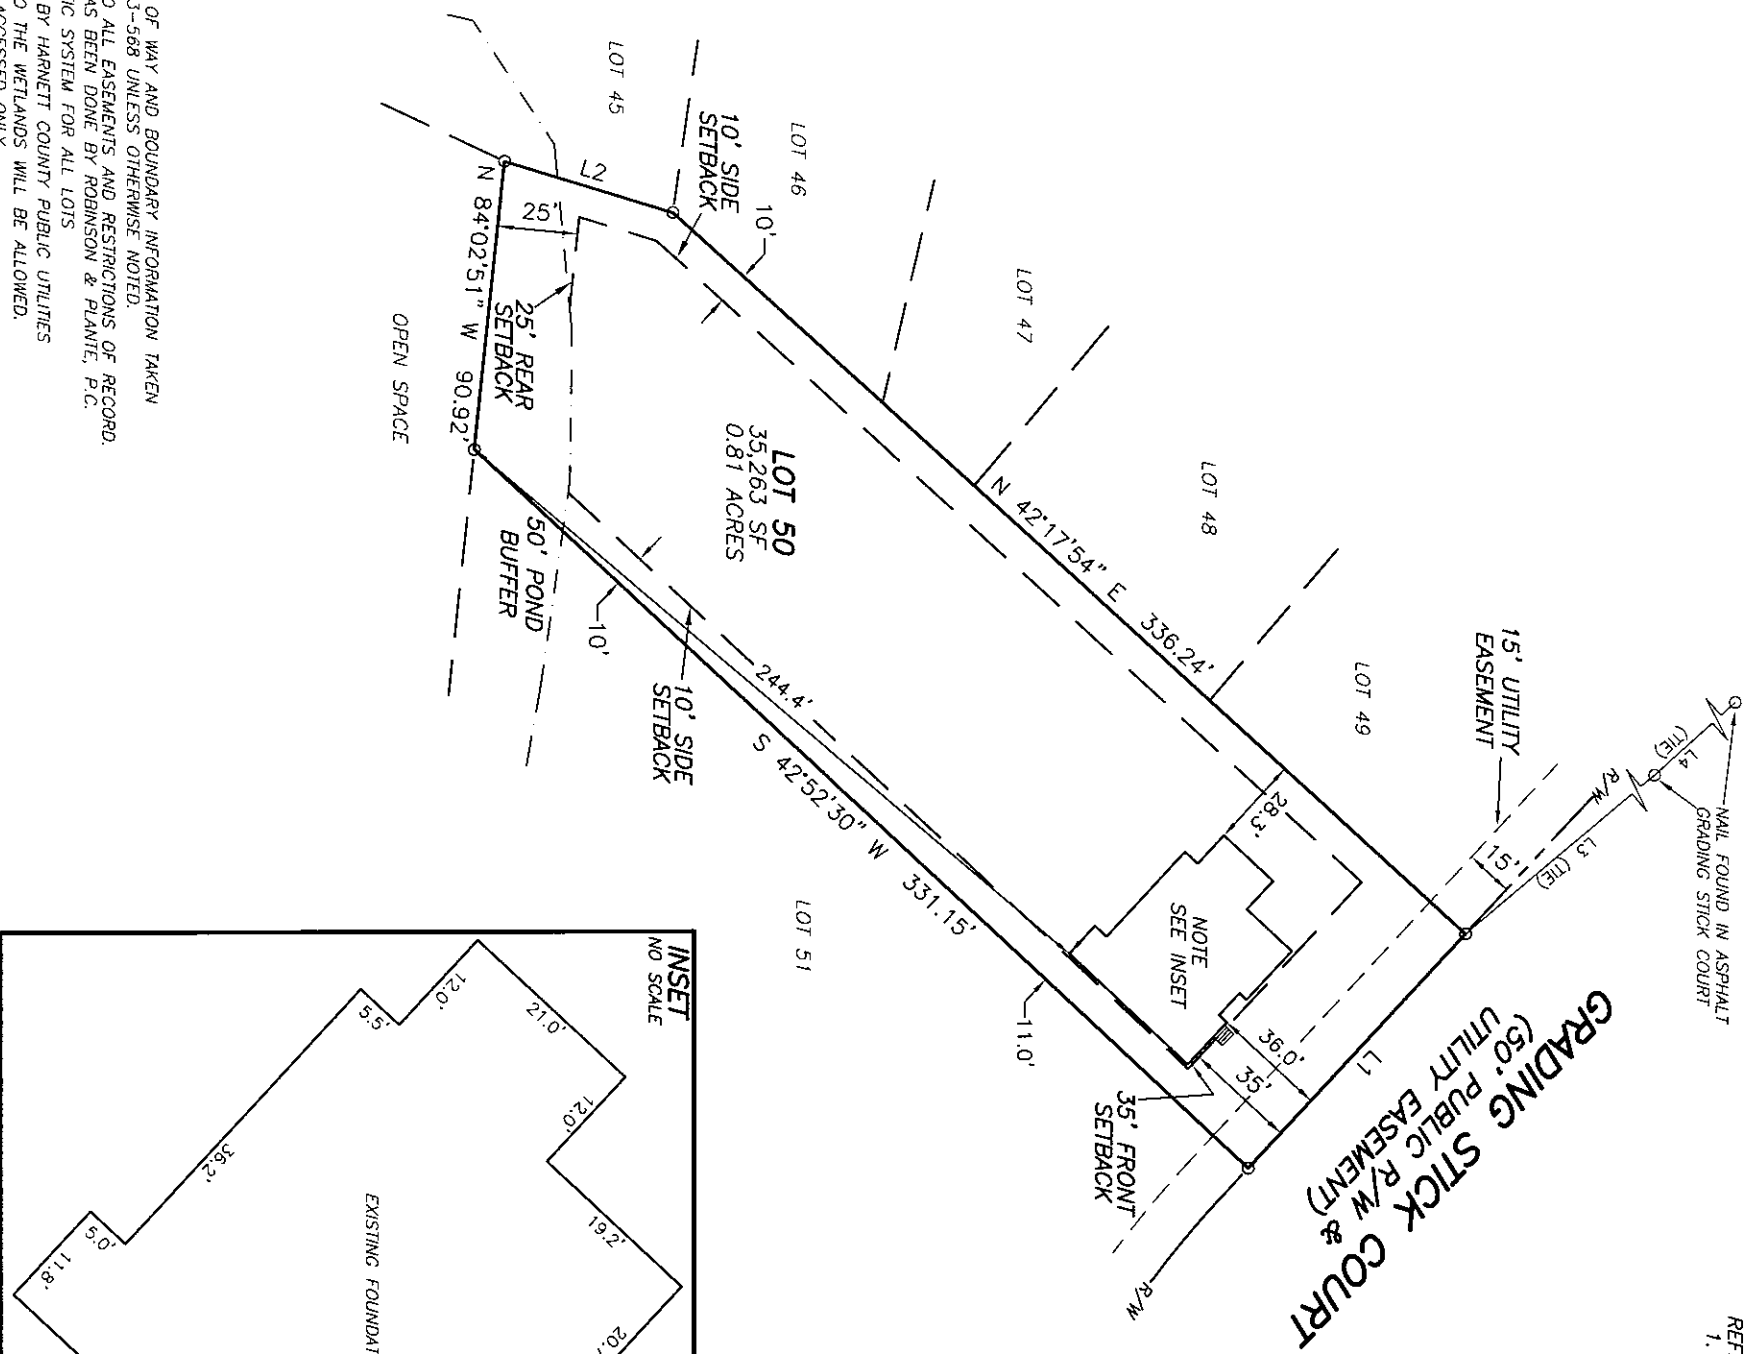 OF WAY AND BOUNDARY INFORMATION TAKEN
3-568 UNLESS OTHERWISE NOTED.
O ALL EASEMENTS AND RESTRICTIONS OF RECORD.
AS BEEN DONE BY ROBINSON & PLANTE, P.C.
IC SYSTEM FOR ALL LOTS
BY HARNETT COUNTY PUBLIC UTILITIES
O THE WETLANDS WILL BE ALLOWED.
ACCESSED ONLY
LOT 45
LOT 46
LOT 47
LOT 48
LOT 49
10' SIDE
SETBACK
10'
L2
25'
N 84°02'51" W 90.92'
25' REAR
SETBACK
OPEN SPACE
LOT 50
35,263 SF
0.81 ACRES
N 42°17'54" E 336.24'
50' POND
BUFFER
10'
10' SIDE
SETBACK
244.4'
S 42°52'30" W 331.15'
LOT 51
11.0'
28.3'
NOTE
SEE INSET
36.0'
35'
35' FRONT
SETBACK
L1
15' UTILITY
EASEMENT
15'
R/W
L3 (TIE)
L4
(TIE)
NAIL FOUND IN ASPHALT
GRADING STICK COURT
GRADING STICK COURT
(50' PUBLIC R/W &
UTILITY EASEMENT)
R/W
REF
1.
INSET
NO SCALE
12.0'
21.0'
5.5'
12.0'
36.2'
19.2'
5.0'
11.8'
20.
EXISTING FOUNDAT